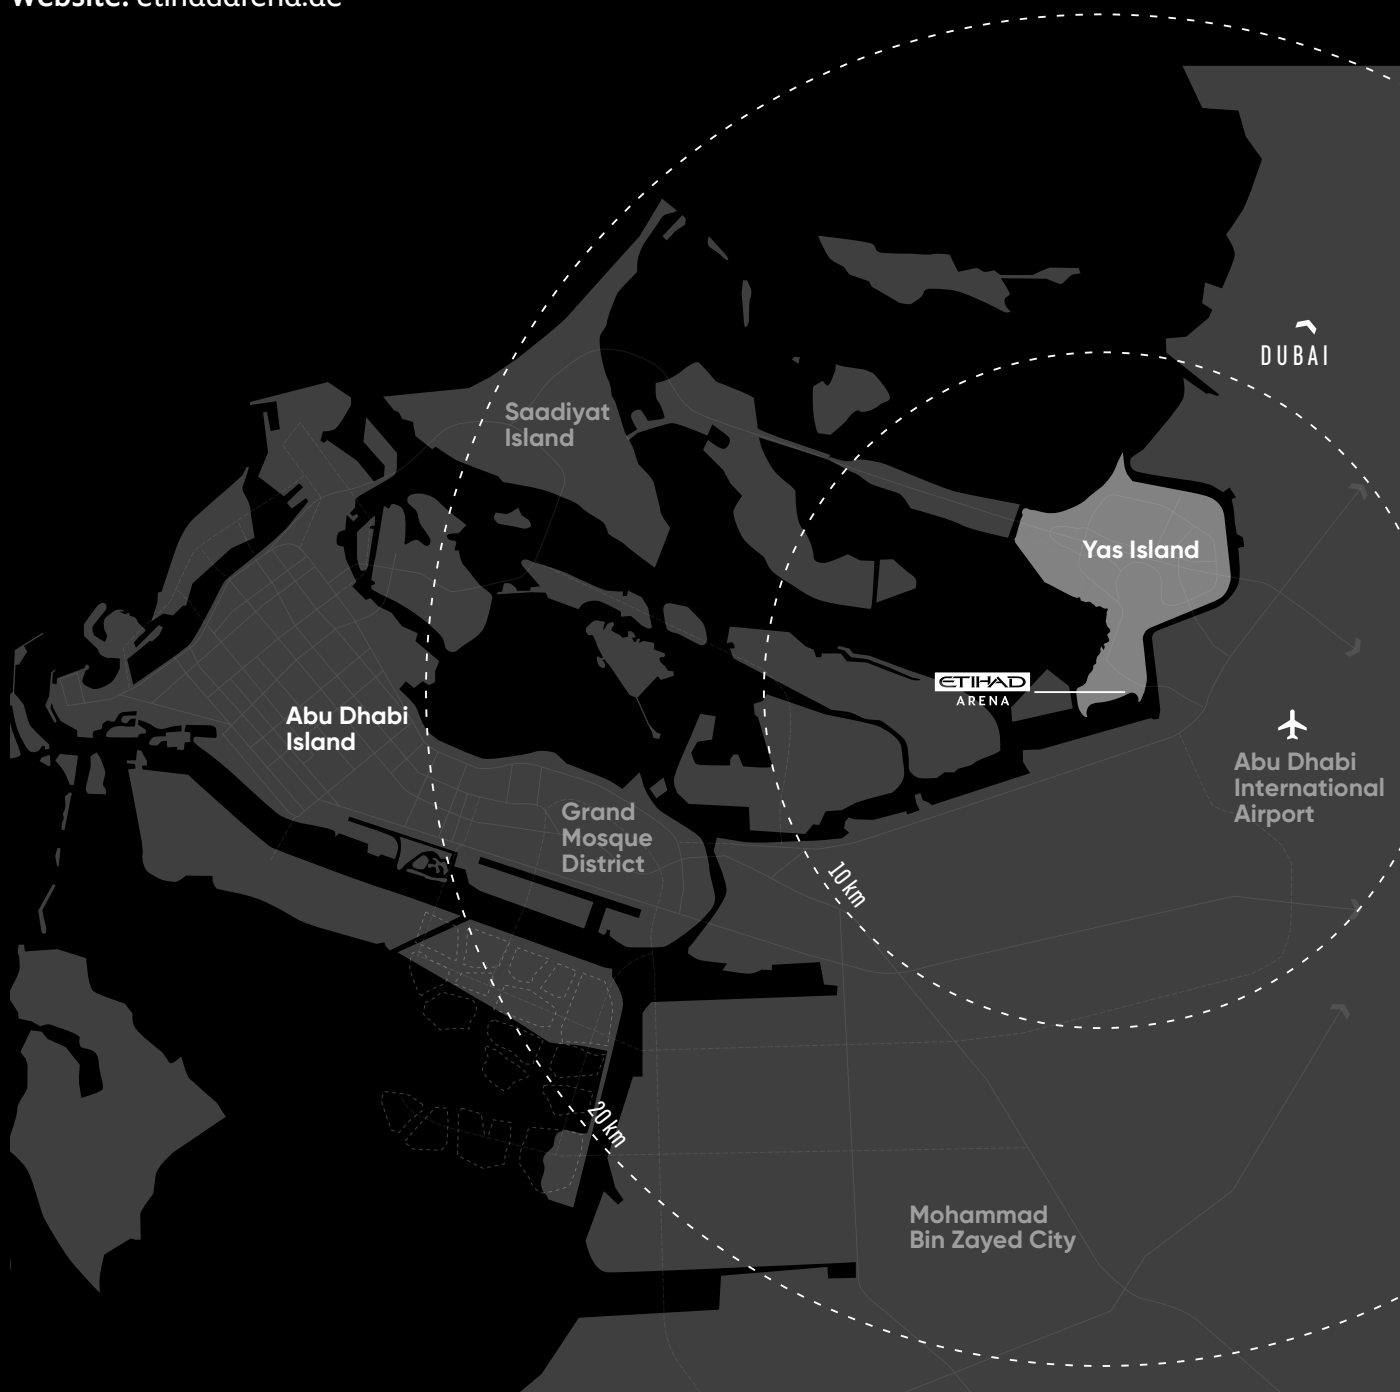 Website: etihadarena.ae
DUBAI
Saadiyat
Island
Yas Island
ETIHAD
ARENA
Abu Dhabi
Island
Abu Dhabi
International
Airport
Grand
Mosque
District
10 km
20 km
Mohammad
Bin Zayed City